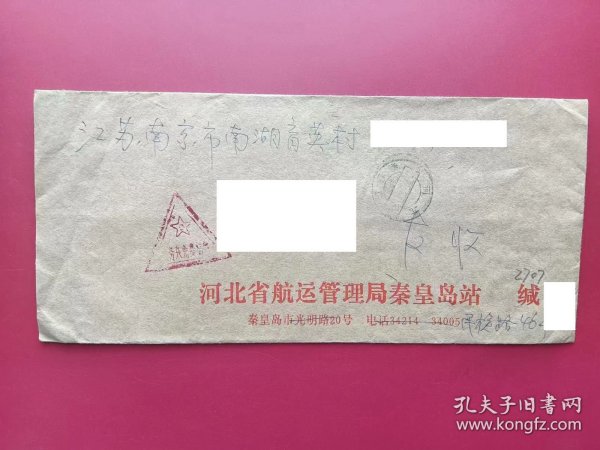 江苏南京市南湖育英村
收
2707
河北省航运管理局秦皇岛站 缄
秦皇岛市光明路20号 电话34214 34005 46
孔夫子旧书网
www.kongfz.com